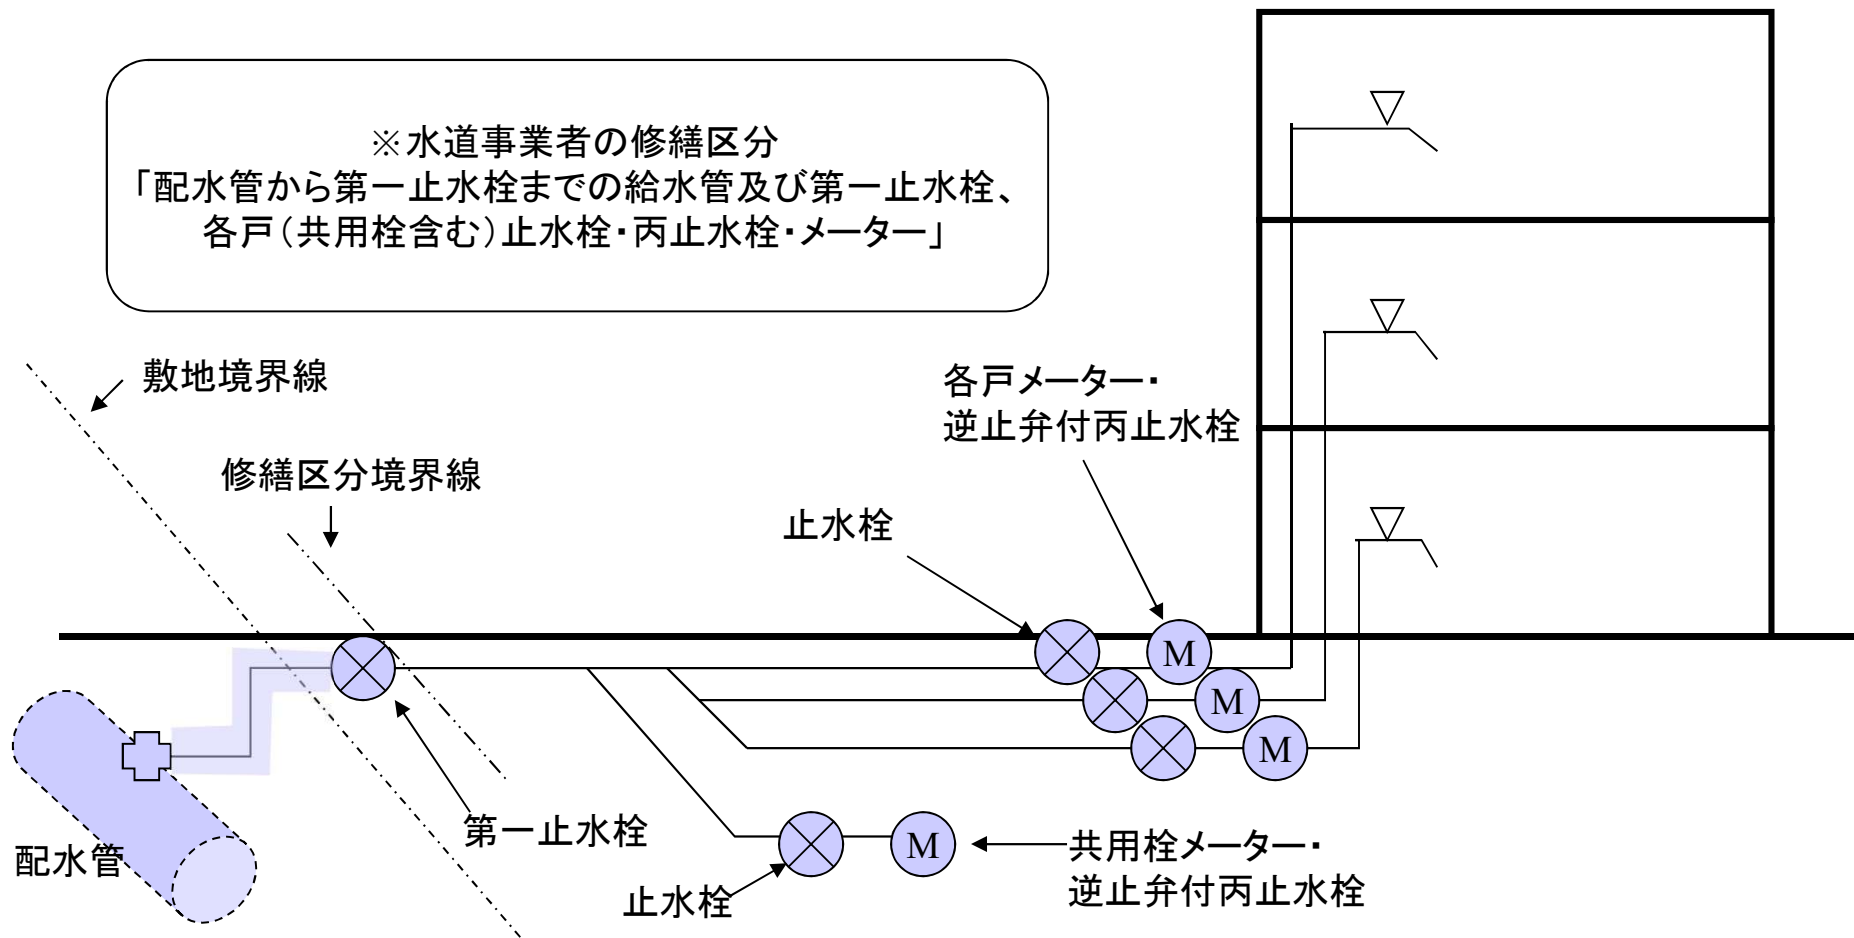 ※水道事業者の修繕区分
「配水管から第一止水栓までの給水管及び第一止水栓、
各戸(共用栓含む)止水栓・丙止水栓・メーター」
敷地境界線
各戸メーター・
逆止弁付丙止水栓
修繕区分境界線
止水栓
M
M
M
第一止水栓
配水管
M
共用栓メーター・
逆止弁付丙止水栓
止水栓